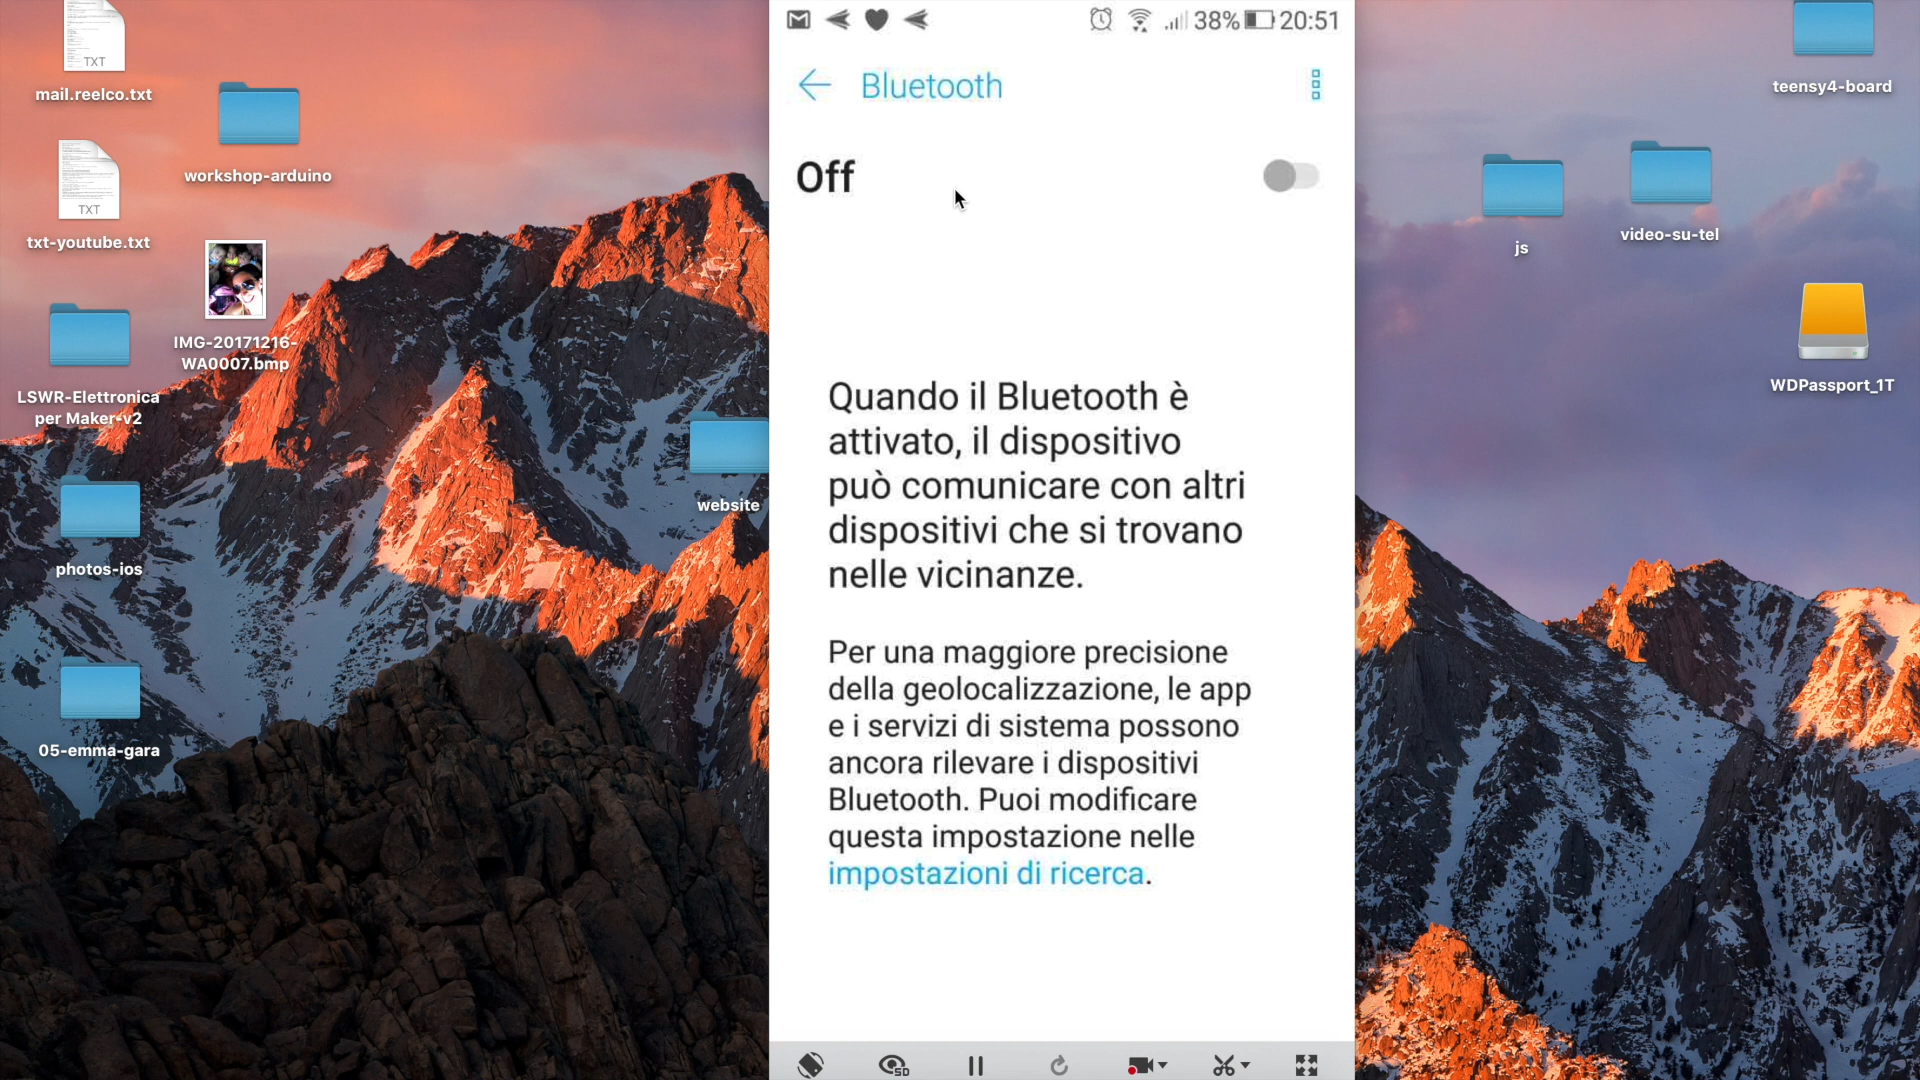 38% 20:51
Bluetooth
Off
Quando il Bluetooth è
attivato, il dispositivo
può comunicare con altri
dispositivi che si trovano
nelle vicinanze.
Per una maggiore precisione
della geolocalizzazione, le app
e i servizi di sistema possono
ancora rilevare i dispositivi
Bluetooth. Puoi modificare
questa impostazione nelle
impostazioni di ricerca.
SD
TXT
mail.reelco.txt
workshop-arduino
TXT
txt-youtube.txt
IMG-20171216-
WA0007.bmp
LSWR-Elettronica
per Maker-v2
website
photos-ios
05-emma-gara
teensy4-board
js
video-su-tel
WDPassport_1T